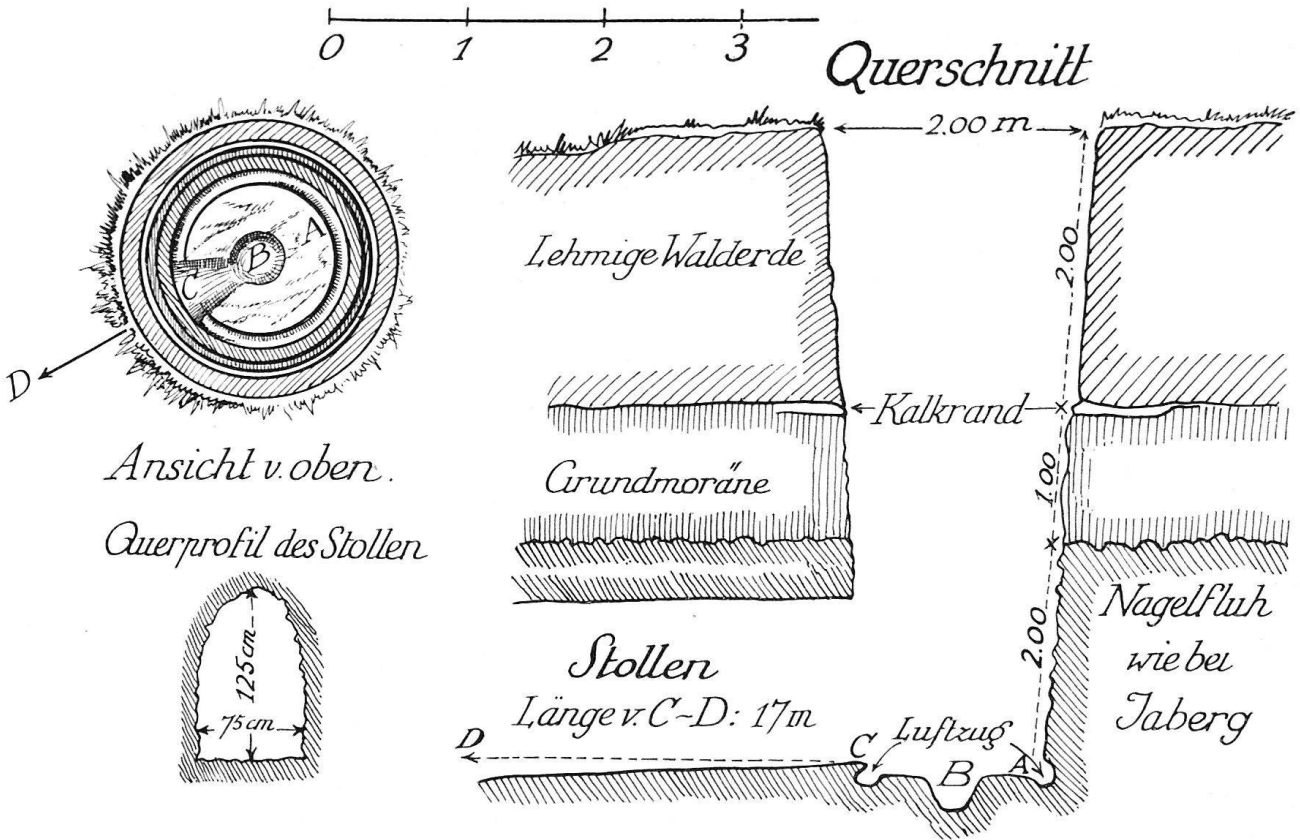 0 1 2 3
Querschnitt
2.00 m
A
B
C
D
Lehmige Walderde
2.00
Kalkrand
Ansicht v. oben.
Grundmoräne
1.00
Querprofil des Stollen
125 cm
75 cm
Stollen
Länge v. C-D: 17 m
2.00
Nagelfluh
wie bei
Jaberg
D
C
Luftzug
A
B